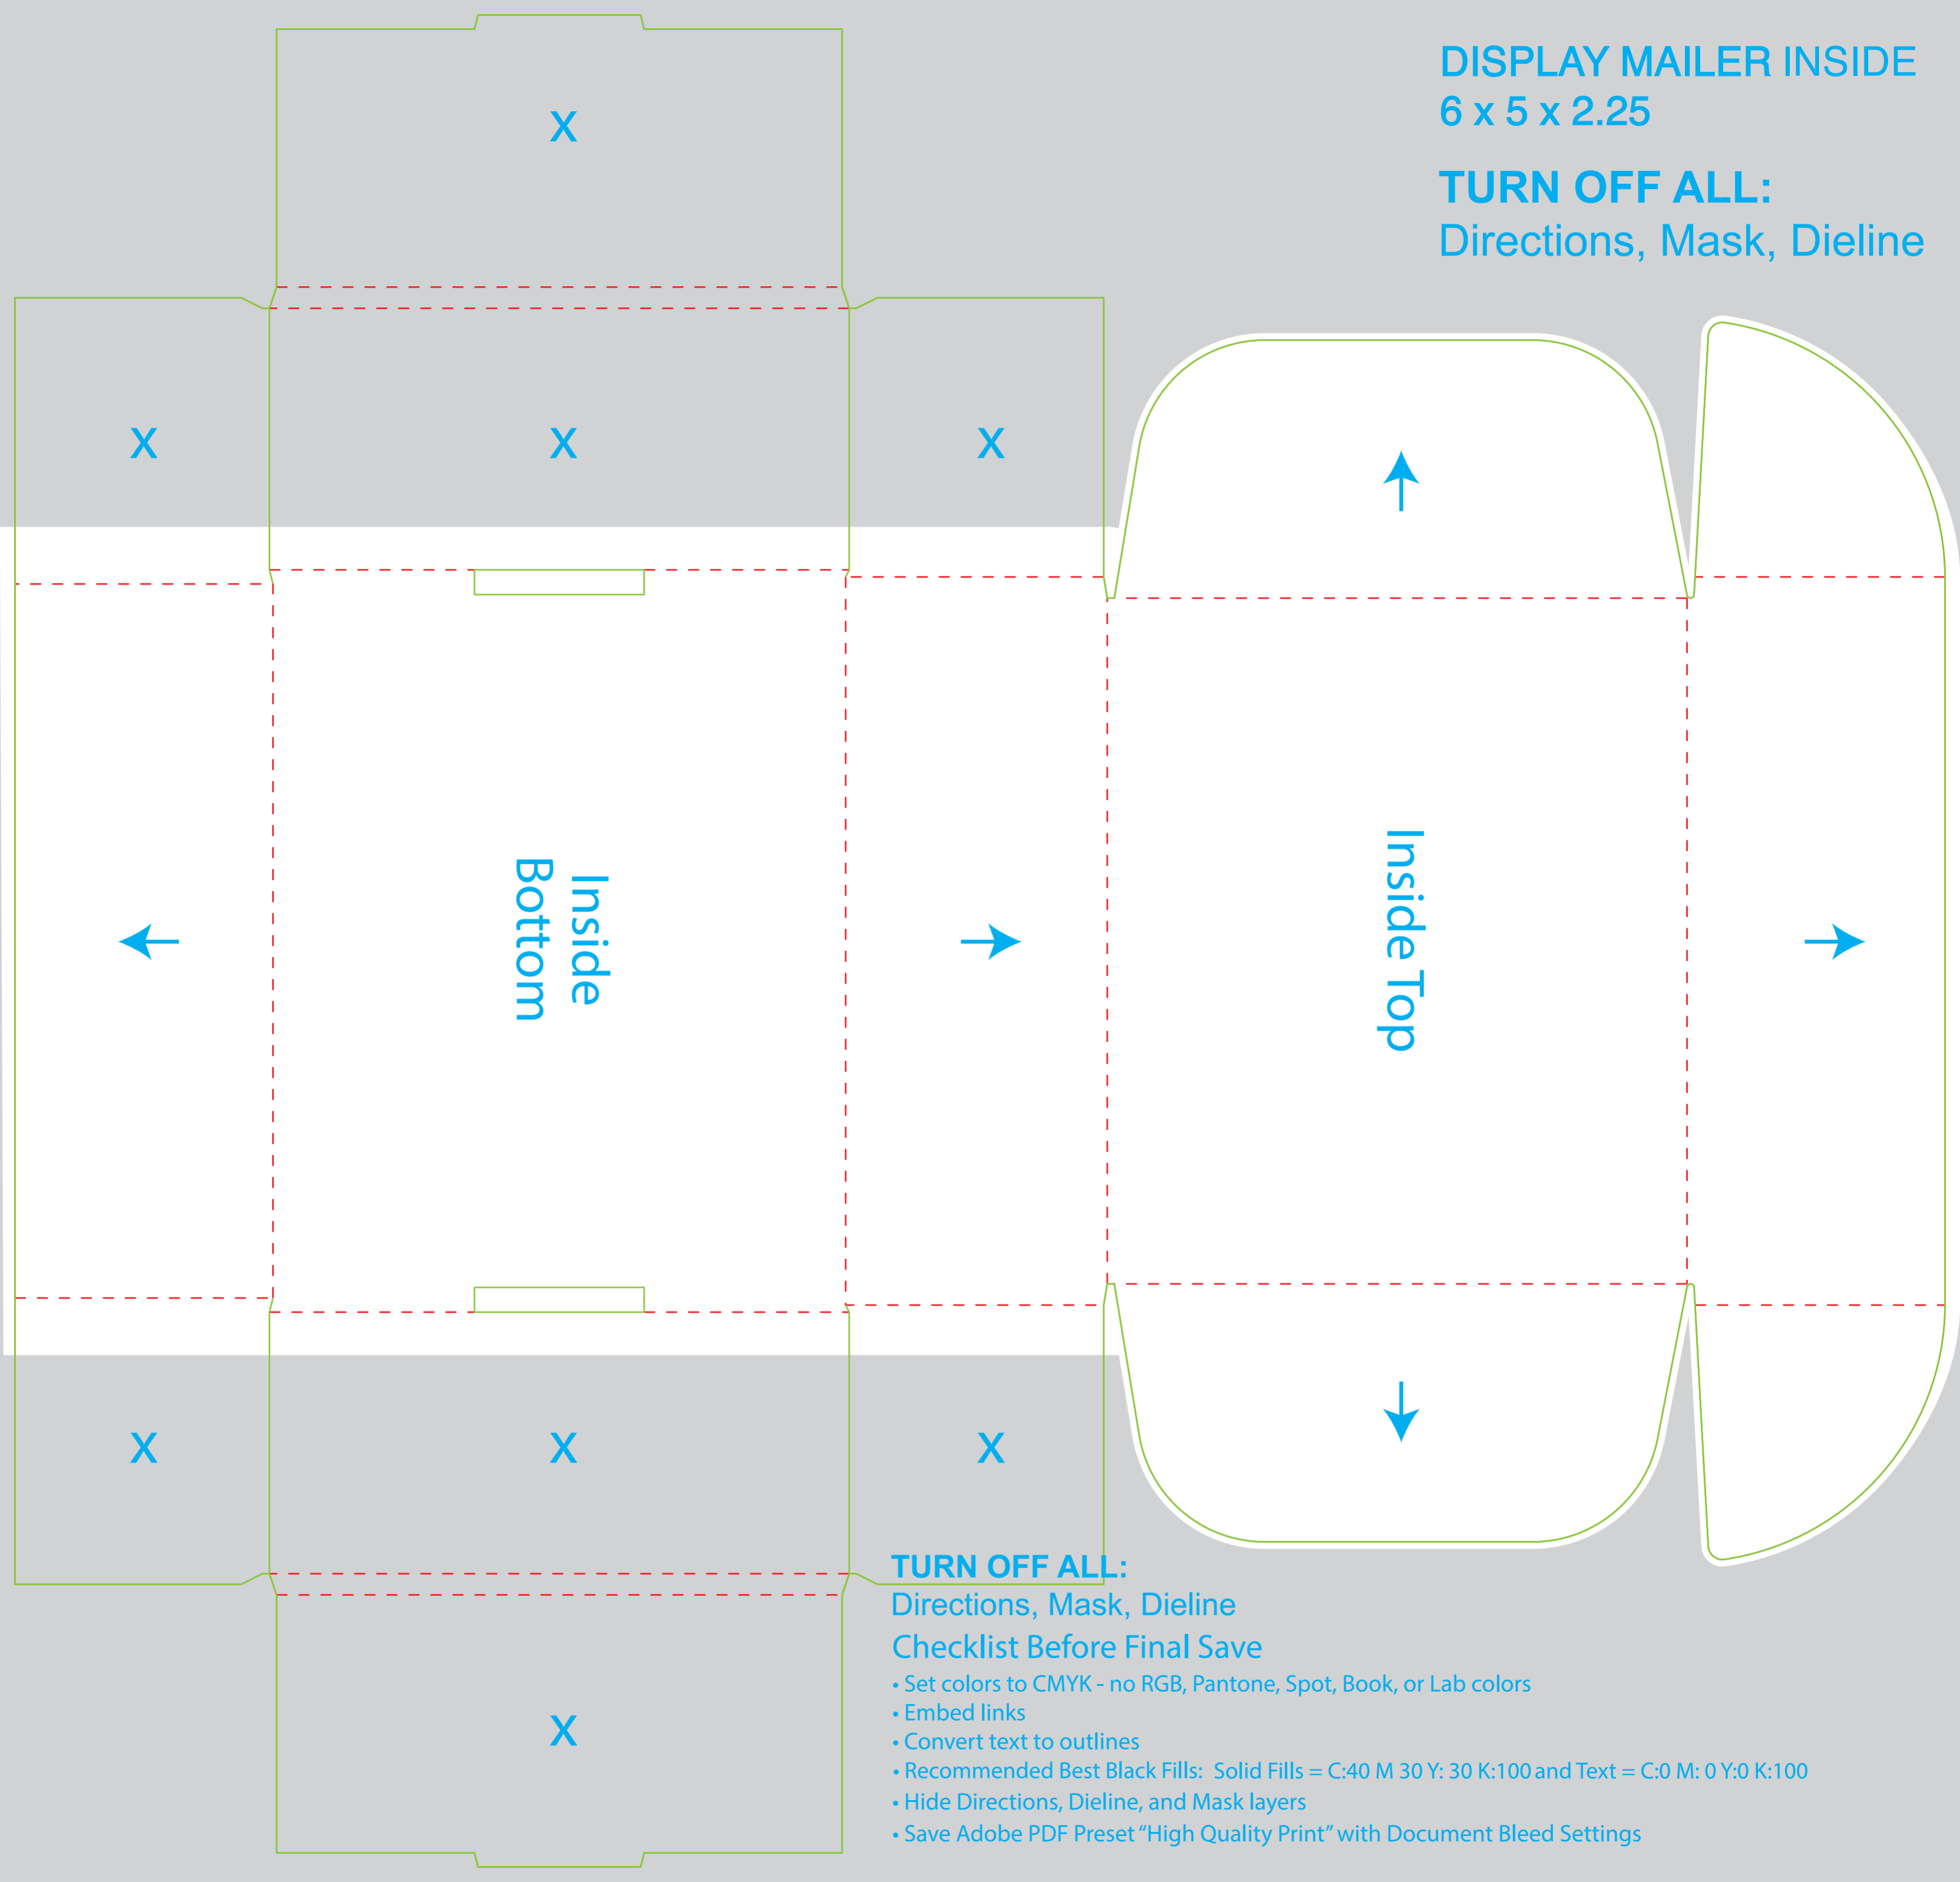 DISPLAY MAILER INSIDE
6 x 5 x 2.25
TURN OFF ALL:
Directions, Mask, Dieline
x
x
x
x
Inside
Bottom
Inside Top
x
x
x
x
TURN OFF ALL:
Directions, Mask, Dieline
Checklist Before Final Save
• Set colors to CMYK - no RGB, Pantone, Spot, Book, or Lab colors
• Embed links
• Convert text to outlines
• Recommended Best Black Fills: Solid Fills = C:40 M 30 Y: 30 K:100 and Text = C:0 M: 0 Y:0 K:100
• Hide Directions, Dieline, and Mask layers
• Save Adobe PDF Preset “High Quality Print” with Document Bleed Settings